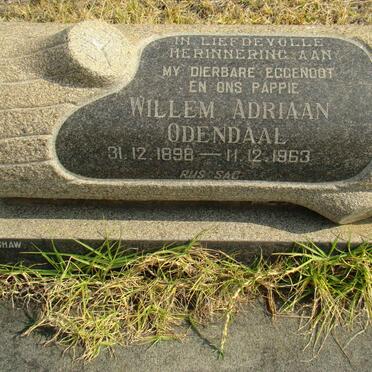 IN LIEFDEVOLLE
HERINNERING AAN
MY DIERBARE EGGENOOT
EN ONS PAPPIE
WILLEM ADRIAAN
ODENDAAL
31.12.1898 — 11.12.1963
RUS SAG